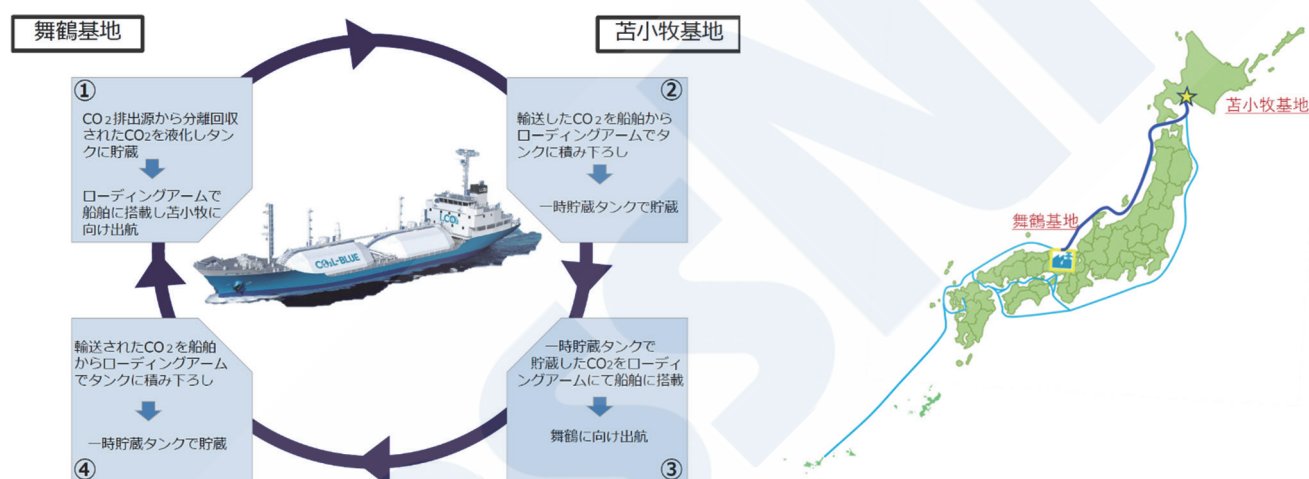 舞鶴基地
苫小牧基地
①
CO₂排出源から分離回収
されたCO₂を液化しタン
クに貯蔵
ローディングアームで
船舶に搭載し苫小牧に
向け出航
②
輸送したCO₂を船舶から
ローディングアームでタ
ンクに積み下ろし
一時貯蔵タンクで貯蔵
CO₂
CO₂L-BLUE
一時貯蔵タンクで
貯蔵したCO₂をローディ
ングアームにて船舶に搭載
舞鶴に向け出航
③
輸送されたCO₂を船舶
からローディングアーム
でタンクに積み下ろし
一時貯蔵タンクで貯蔵
④
苫小牧基地
舞鶴基地